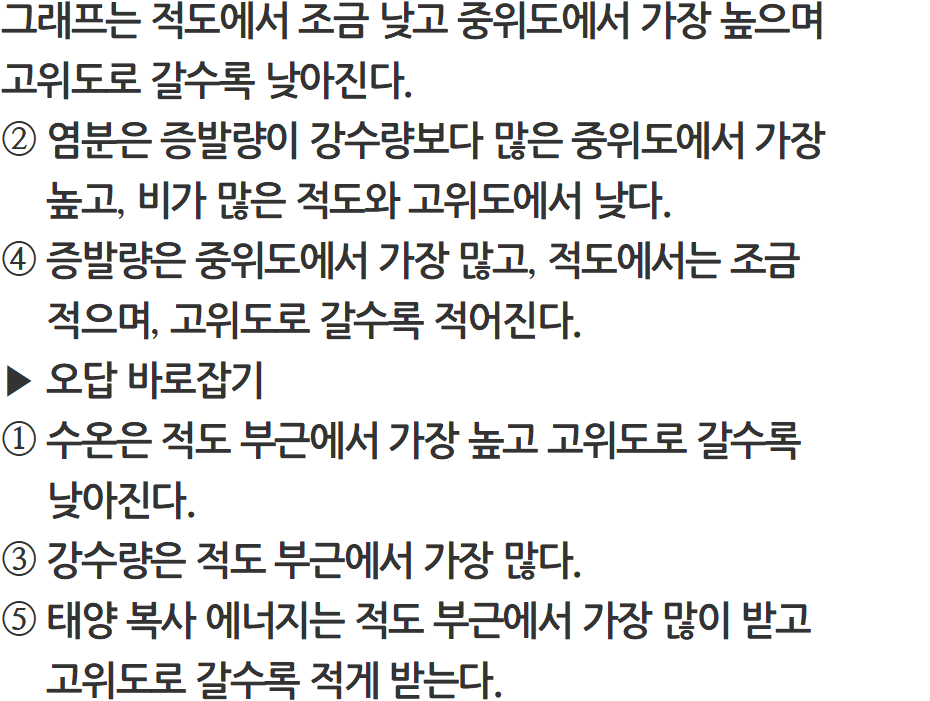 그래프는 적도에서 조금 낮고 중위도에서 가장 높으며
고위도로 갈수록 낮아진다.
② 염분은 증발량이 강수량보다 많은 중위도에서 가장
높고, 비가 많은 적도와 고위도에서 낮다.
④ 증발량은 중위도에서 가장 많고, 적도에서는 조금
적으며, 고위도로 갈수록 적어진다.
▶ 오답 바로잡기
① 수온은 적도 부근에서 가장 높고 고위도로 갈수록
낮아진다.
③ 강수량은 적도 부근에서 가장 많다.
⑤ 태양 복사 에너지는 적도 부근에서 가장 많이 받고
고위도로 갈수록 적게 받는다.